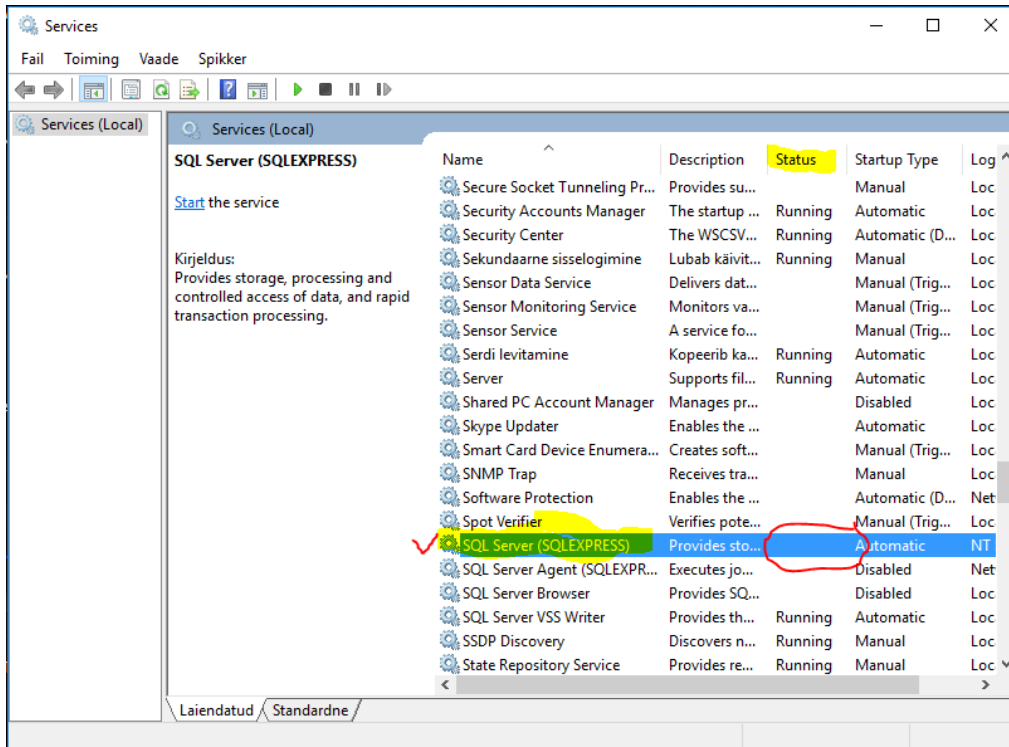 Services
Fail Toiming Vaade Spikker
Services (Local)
Services (Local)
SQL Server (SQLEXPRESS)
Start the service
Kirjeldus:
Provides storage, processing and
controlled access of data, and rapid
transaction processing.
Name Description Status Startup Type Log
Secure Socket Tunneling Pr... Provides su... Manual Loc
Security Accounts Manager The startup ... Running Automatic Loc
Security Center The WSCSV... Running Automatic (D... Loc
Sekundaarne sisselogimine Lubab käivit... Running Manual Loc
Sensor Data Service Delivers dat... Manual (Trig... Loc
Sensor Monitoring Service Monitors va... Manual (Trig... Loc
Sensor Service A service fo... Manual (Trig... Loc
Serdi levitamine Kopeerib ka... Running Automatic Loc
Server Supports fil... Running Automatic Loc
Shared PC Account Manager Manages pr... Disabled Loc
Skype Updater Enables the ... Automatic Loc
Smart Card Device Enumera... Creates soft... Manual (Trig... Loc
SNMP Trap Receives tra... Manual Loc
Software Protection Enables the ... Automatic (D... Net
Spot Verifier Verifies pote... Manual (Trig... Loc
SQL Server (SQLEXPRESS) Provides sto... Automatic NT
SQL Server Agent (SQLEXPR... Executes jo... Disabled Net
SQL Server Browser Provides SQ... Disabled Loc
SQL Server VSS Writer Provides th... Running Automatic Loc
SSDP Discovery Discovers n... Running Manual Loc
State Repository Service Provides re... Running Manual Loc
Laiendatud Standardne